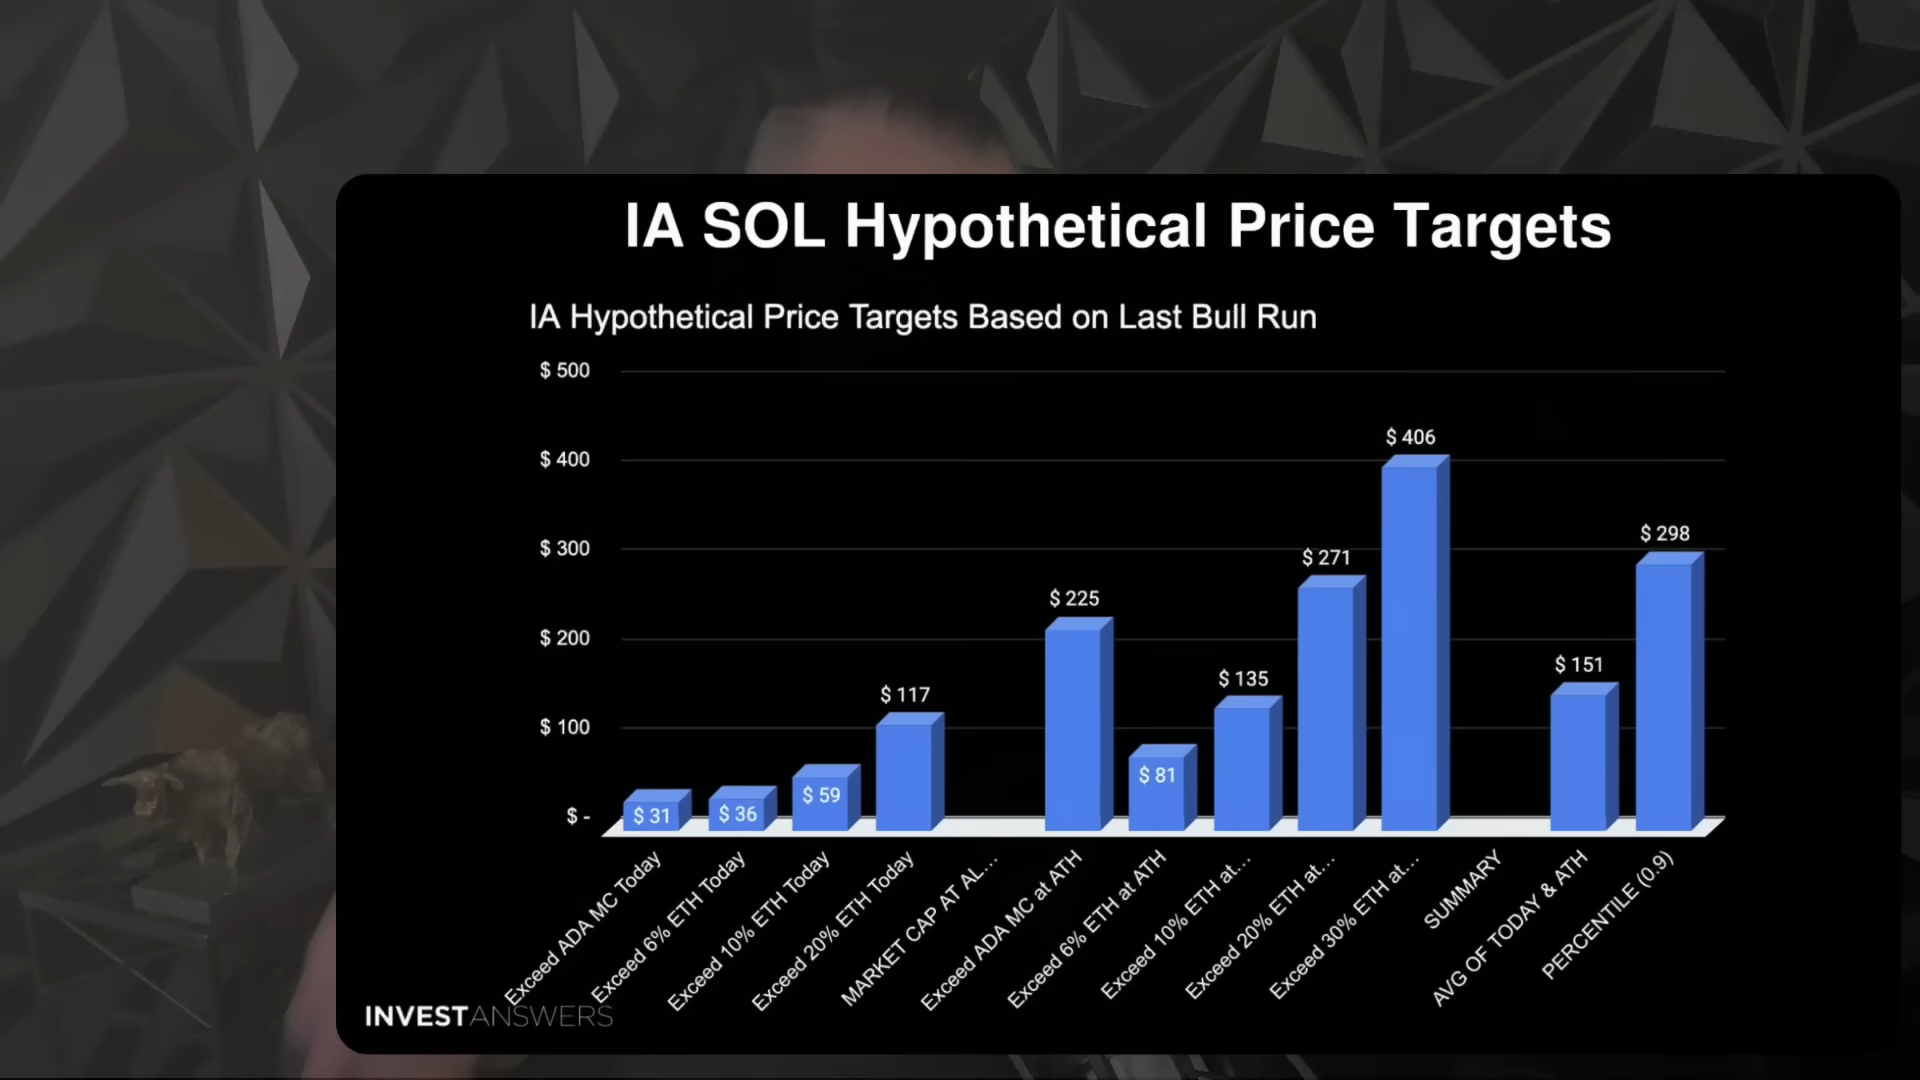 IA SOL Hypothetical Price Targets
IA Hypothetical Price Targets Based on Last Bull Run
$ 500
$ 400
$ 300
$ 200
$ 100
$ -
$ 31
$ 36
$ 59
$ 117
$ 225
$ 81
$ 135
$ 271
$ 406
$ 151
$ 298
Exceed ADA MC Today
Exceed 6% ETH Today
Exceed 10% ETH Today
Exceed 20% ETH Today
MARKET CAP AT AL...
Exceed ADA MC at ATH
Exceed 6% ETH at ATH
Exceed 10% ETH at...
Exceed 20% ETH at...
Exceed 30% ETH at...
SUMMARY
AVG OF TODAY & ATH
PERCENTILE (0.9)
INVESTANSWERS